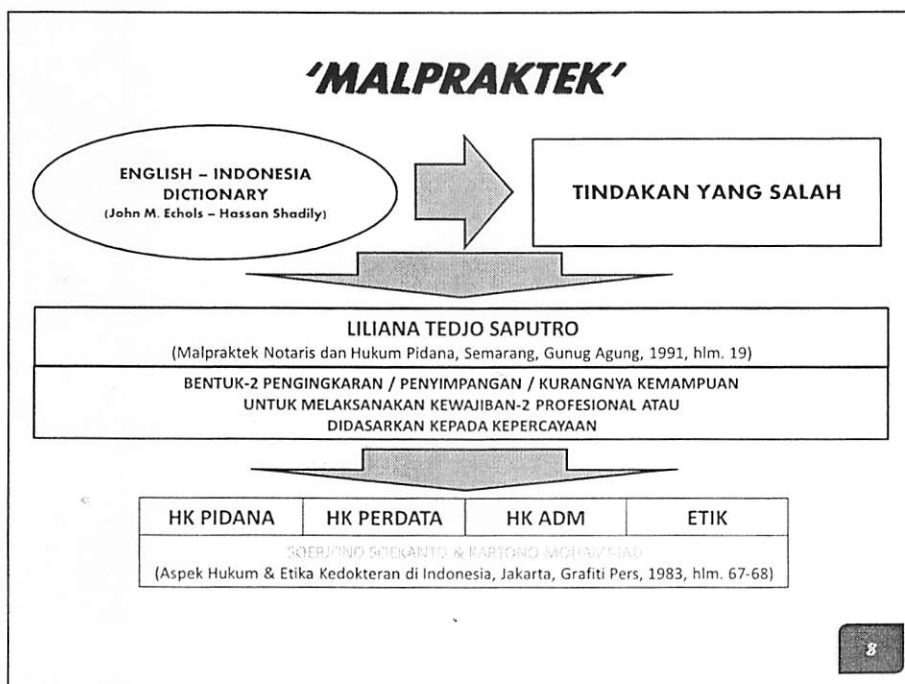 'MALPRAKTEK'
ENGLISH – INDONESIA
DICTIONARY
(John M. Echols – Hassan Shadily)
TINDAKAN YANG SALAH
LILIANA TEDJO SAPUTRO
(Malpraktek Notaris dan Hukum Pidana, Semarang, Gunug Agung, 1991, hlm. 19)
BENTUK-2 PENGINGKARAN / PENYIMPANGAN / KURANGNYA KEMAMPUAN
UNTUK MELAKSANAKAN KEWAJIBAN-2 PROFESIONAL ATAU
DIDASARKAN KEPADA KEPERCAYAAN
HK PIDANA HK PERDATA HK ADM ETIK
SOERJONO SOEKANTO & KARTONO MOHAMMAD
(Aspek Hukum & Etika Kedokteran di Indonesia, Jakarta, Grafiti Pers, 1983, hlm. 67-68)
8